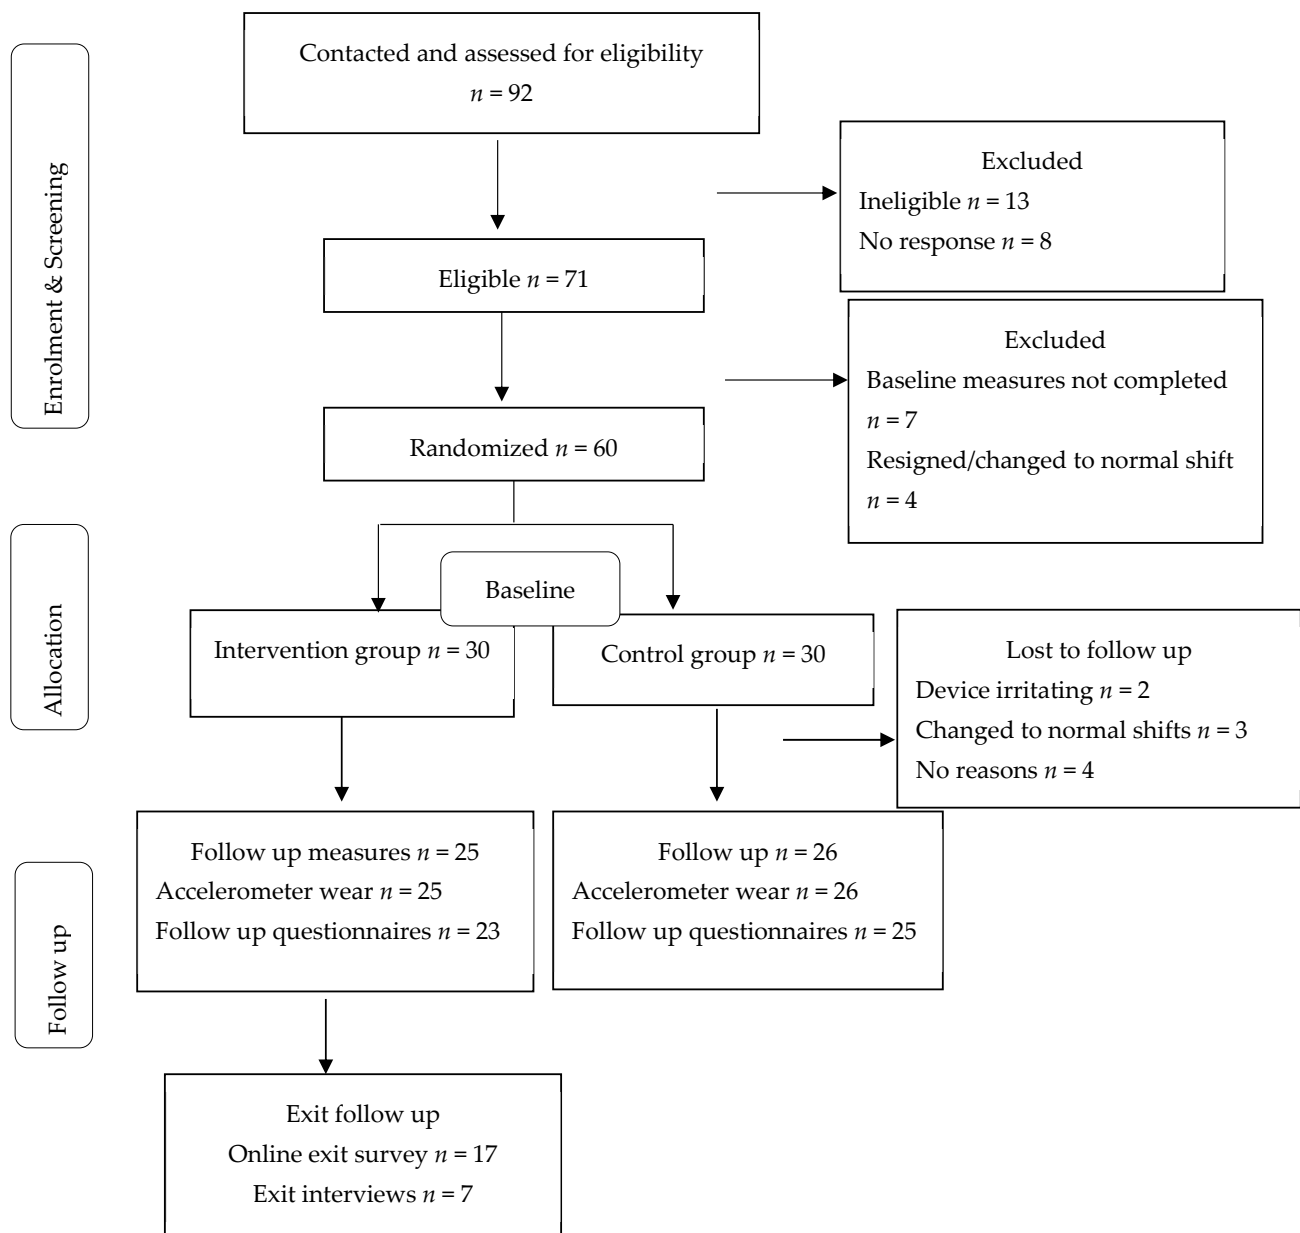 Contacted and assessed for eligibility
n = 92
Enrolment & Screening
Excluded
Ineligible n = 13
No response n = 8
Eligible n = 71
Excluded
Baseline measures not completed
n = 7
Resigned/changed to normal shift
n = 4
Randomized n = 60
Allocation
Baseline
Intervention group n = 30
Control group n = 30
Lost to follow up
Device irritating n = 2
Changed to normal shifts n = 3
No reasons n = 4
Follow up
Follow up measures n = 25
Accelerometer wear n = 25
Follow up questionnaires n = 23
Follow up n = 26
Accelerometer wear n = 26
Follow up questionnaires n = 25
Exit follow up
Online exit survey n = 17
Exit interviews n = 7